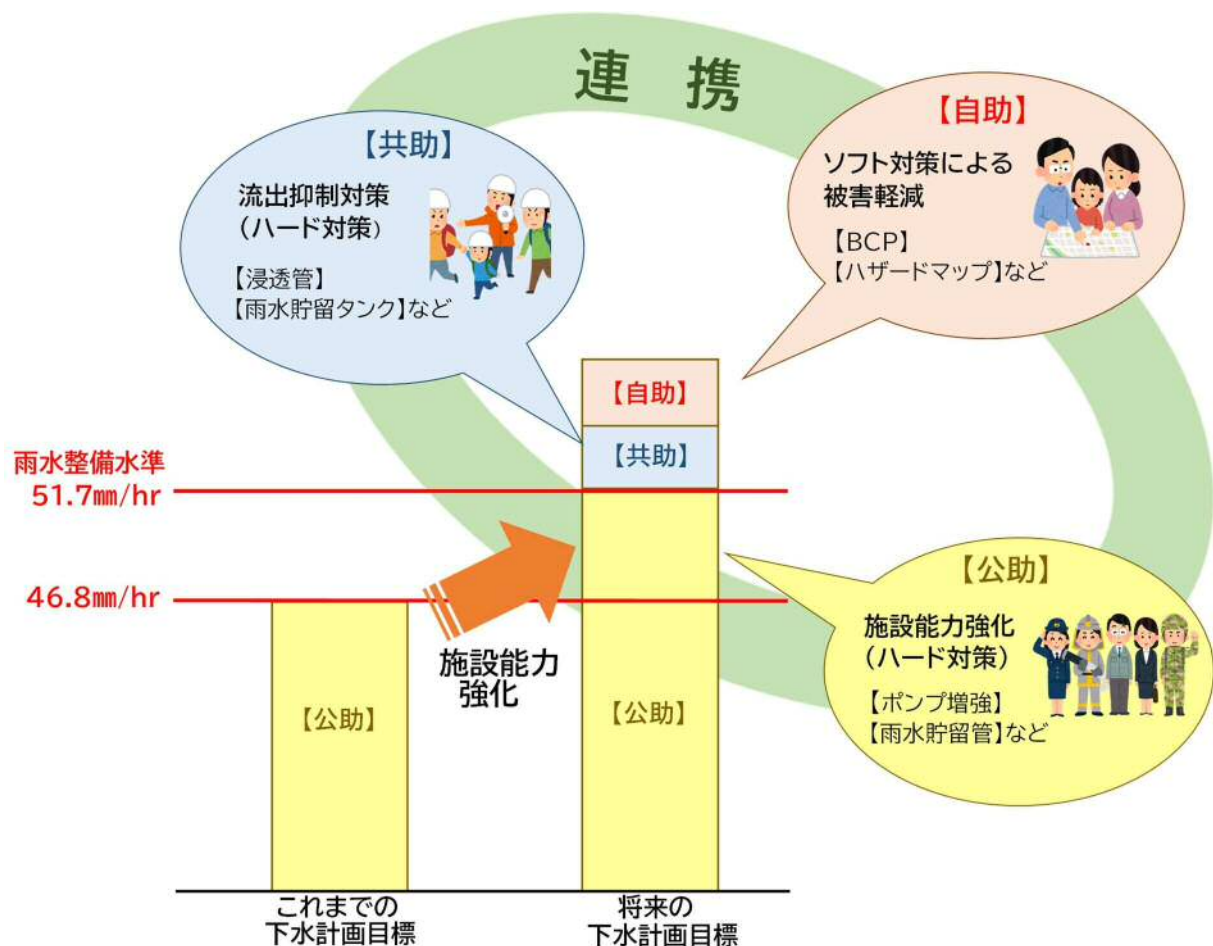 連 携
【共助】
流出抑制対策
（ハード対策）
【浸透管】
【雨水貯留タンク】など
【自助】
ソフト対策による
被害軽減
【BCP】
【ハザードマップ】など
【自助】
【共助】
雨水整備水準
51.7㎜/hr
46.8㎜/hr
施設能力
強化
【公助】
【公助】
【公助】
施設能力強化
（ハード対策）
【ポンプ増強】
【雨水貯留管】など
これまでの
下水計画目標
将来の
下水計画目標